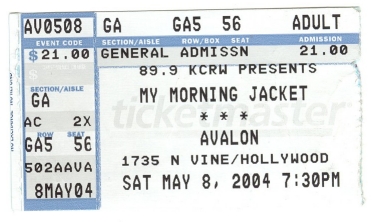 AV0508 GA GA5 56 ADULT
EVENT CODE SECTION/AISLE ROW/BOX SEAT ADMISSION
$ 21.00 GENERAL ADMISSN 21.00
89.9 KCRW PRESENTS
SECTION/AISLE
GA
MY MORNING JACKET
ticketmaster
AC 2X
* * *
ROW SEAT
GA5 56
AVALON
502AAVA
1735 N VINE/HOLLYWOOD
8MAY04
SAT MAY 8, 2004 7:30PM